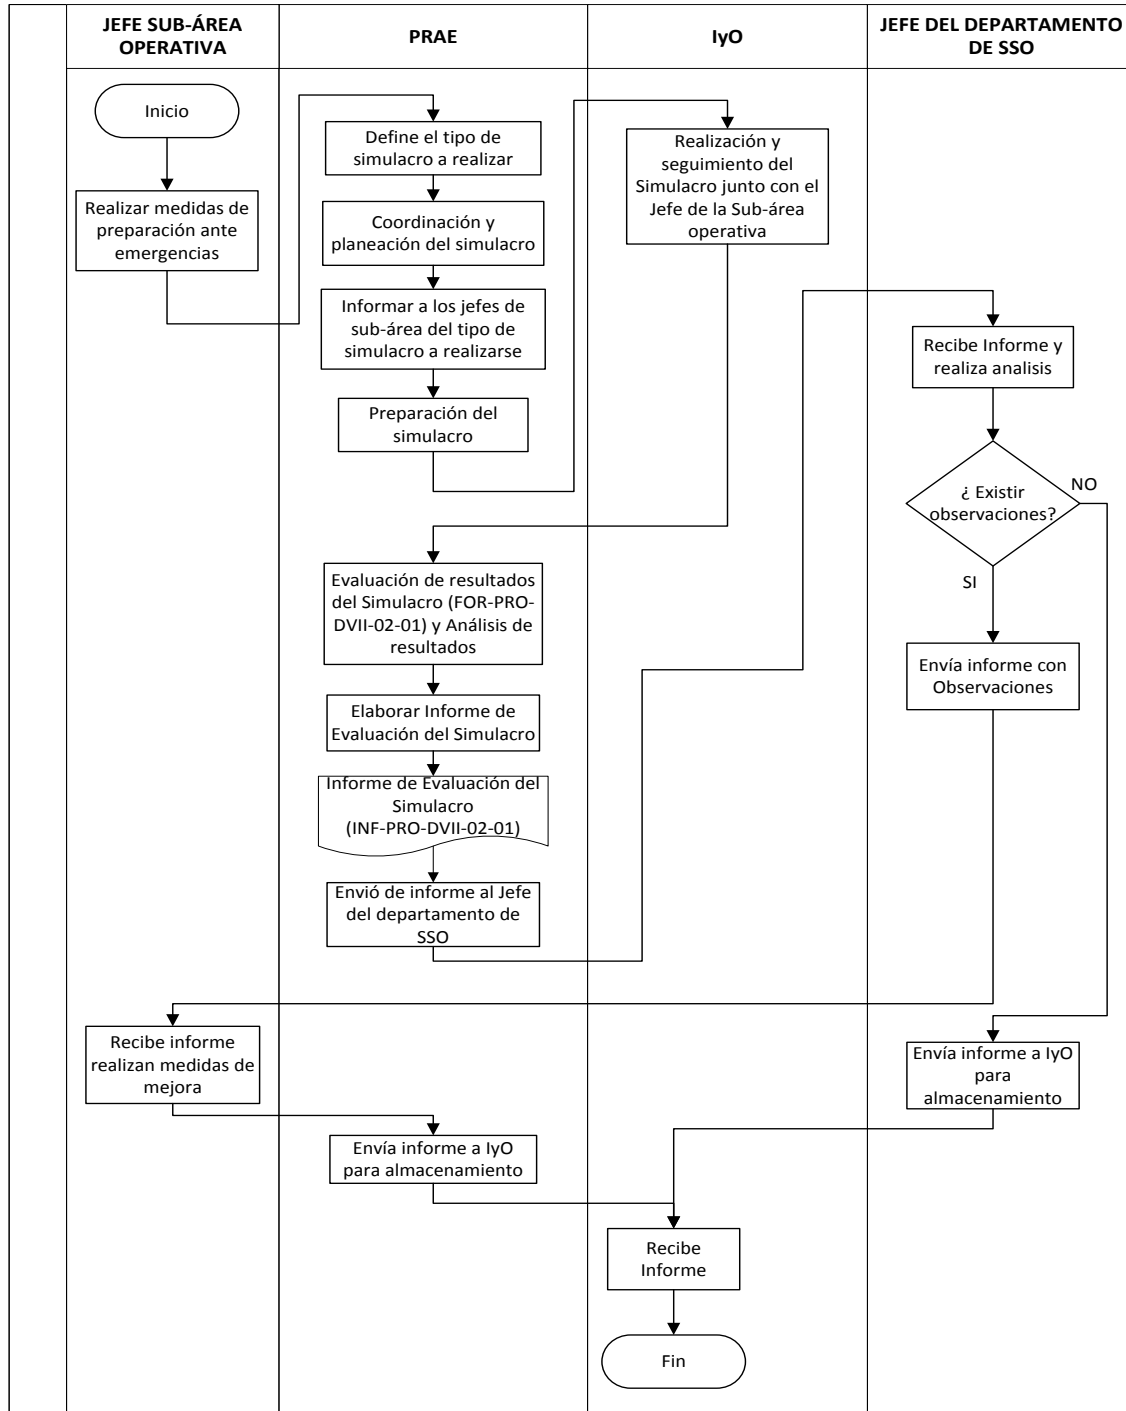 JEFE SUB-ÁREA
OPERATIVA
PRAE
IyO
JEFE DEL DEPARTAMENTO
DE SSO
Inicio
Realizar medidas de
preparación ante
emergencias
Define el tipo de
simulacro a realizar
Coordinación y
planeación del simulacro
Informar a los jefes de
sub-área del tipo de
simulacro a realizarse
Preparación del
simulacro
Realización y
seguimiento del
Simulacro junto con el
Jefe de la Sub-área
operativa
Evaluación de resultados
del Simulacro (FOR-PRO-
DVII-02-01) y Análisis de
resultados
Elaborar Informe de
Evaluación del Simulacro
Informe de Evaluación del
Simulacro
(INF-PRO-DVII-02-01)
Envió de informe al Jefe
del departamento de
SSO
Recibe Informe y
realiza analisis
¿ Existir
observaciones?
NO
SI
Envía informe con
Observaciones
Recibe informe
realizan medidas de
mejora
Envía informe a IyO
para almacenamiento
Envía informe a IyO
para
almacenamiento
Recibe
Informe
Fin